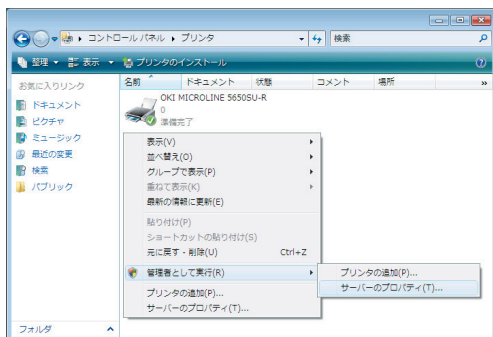 コントロール パネル ▸ プリンタ
検索
整理 表示 プリンタのインストール
お気に入りリンク
ドキュメント
ピクチャ
ミュージック
最近の変更
検索
パブリック
フォルダ
名前 ドキュメント 状態 コメント 場所 »
OKI MICROLINE 5650SU-R
0
準備完了
表示(V)
並べ替え(O)
グループで表示(P)
重ねて表示(K)
最新の情報に更新(E)
貼り付け(P)
ショートカットの貼り付け(S)
元に戻す - 削除(U) Ctrl+Z
管理者として実行(R)
プリンタの追加(P)...
サーバーのプロパティ(T)...
プリンタの追加(P)...
サーバーのプロパティ(T)...